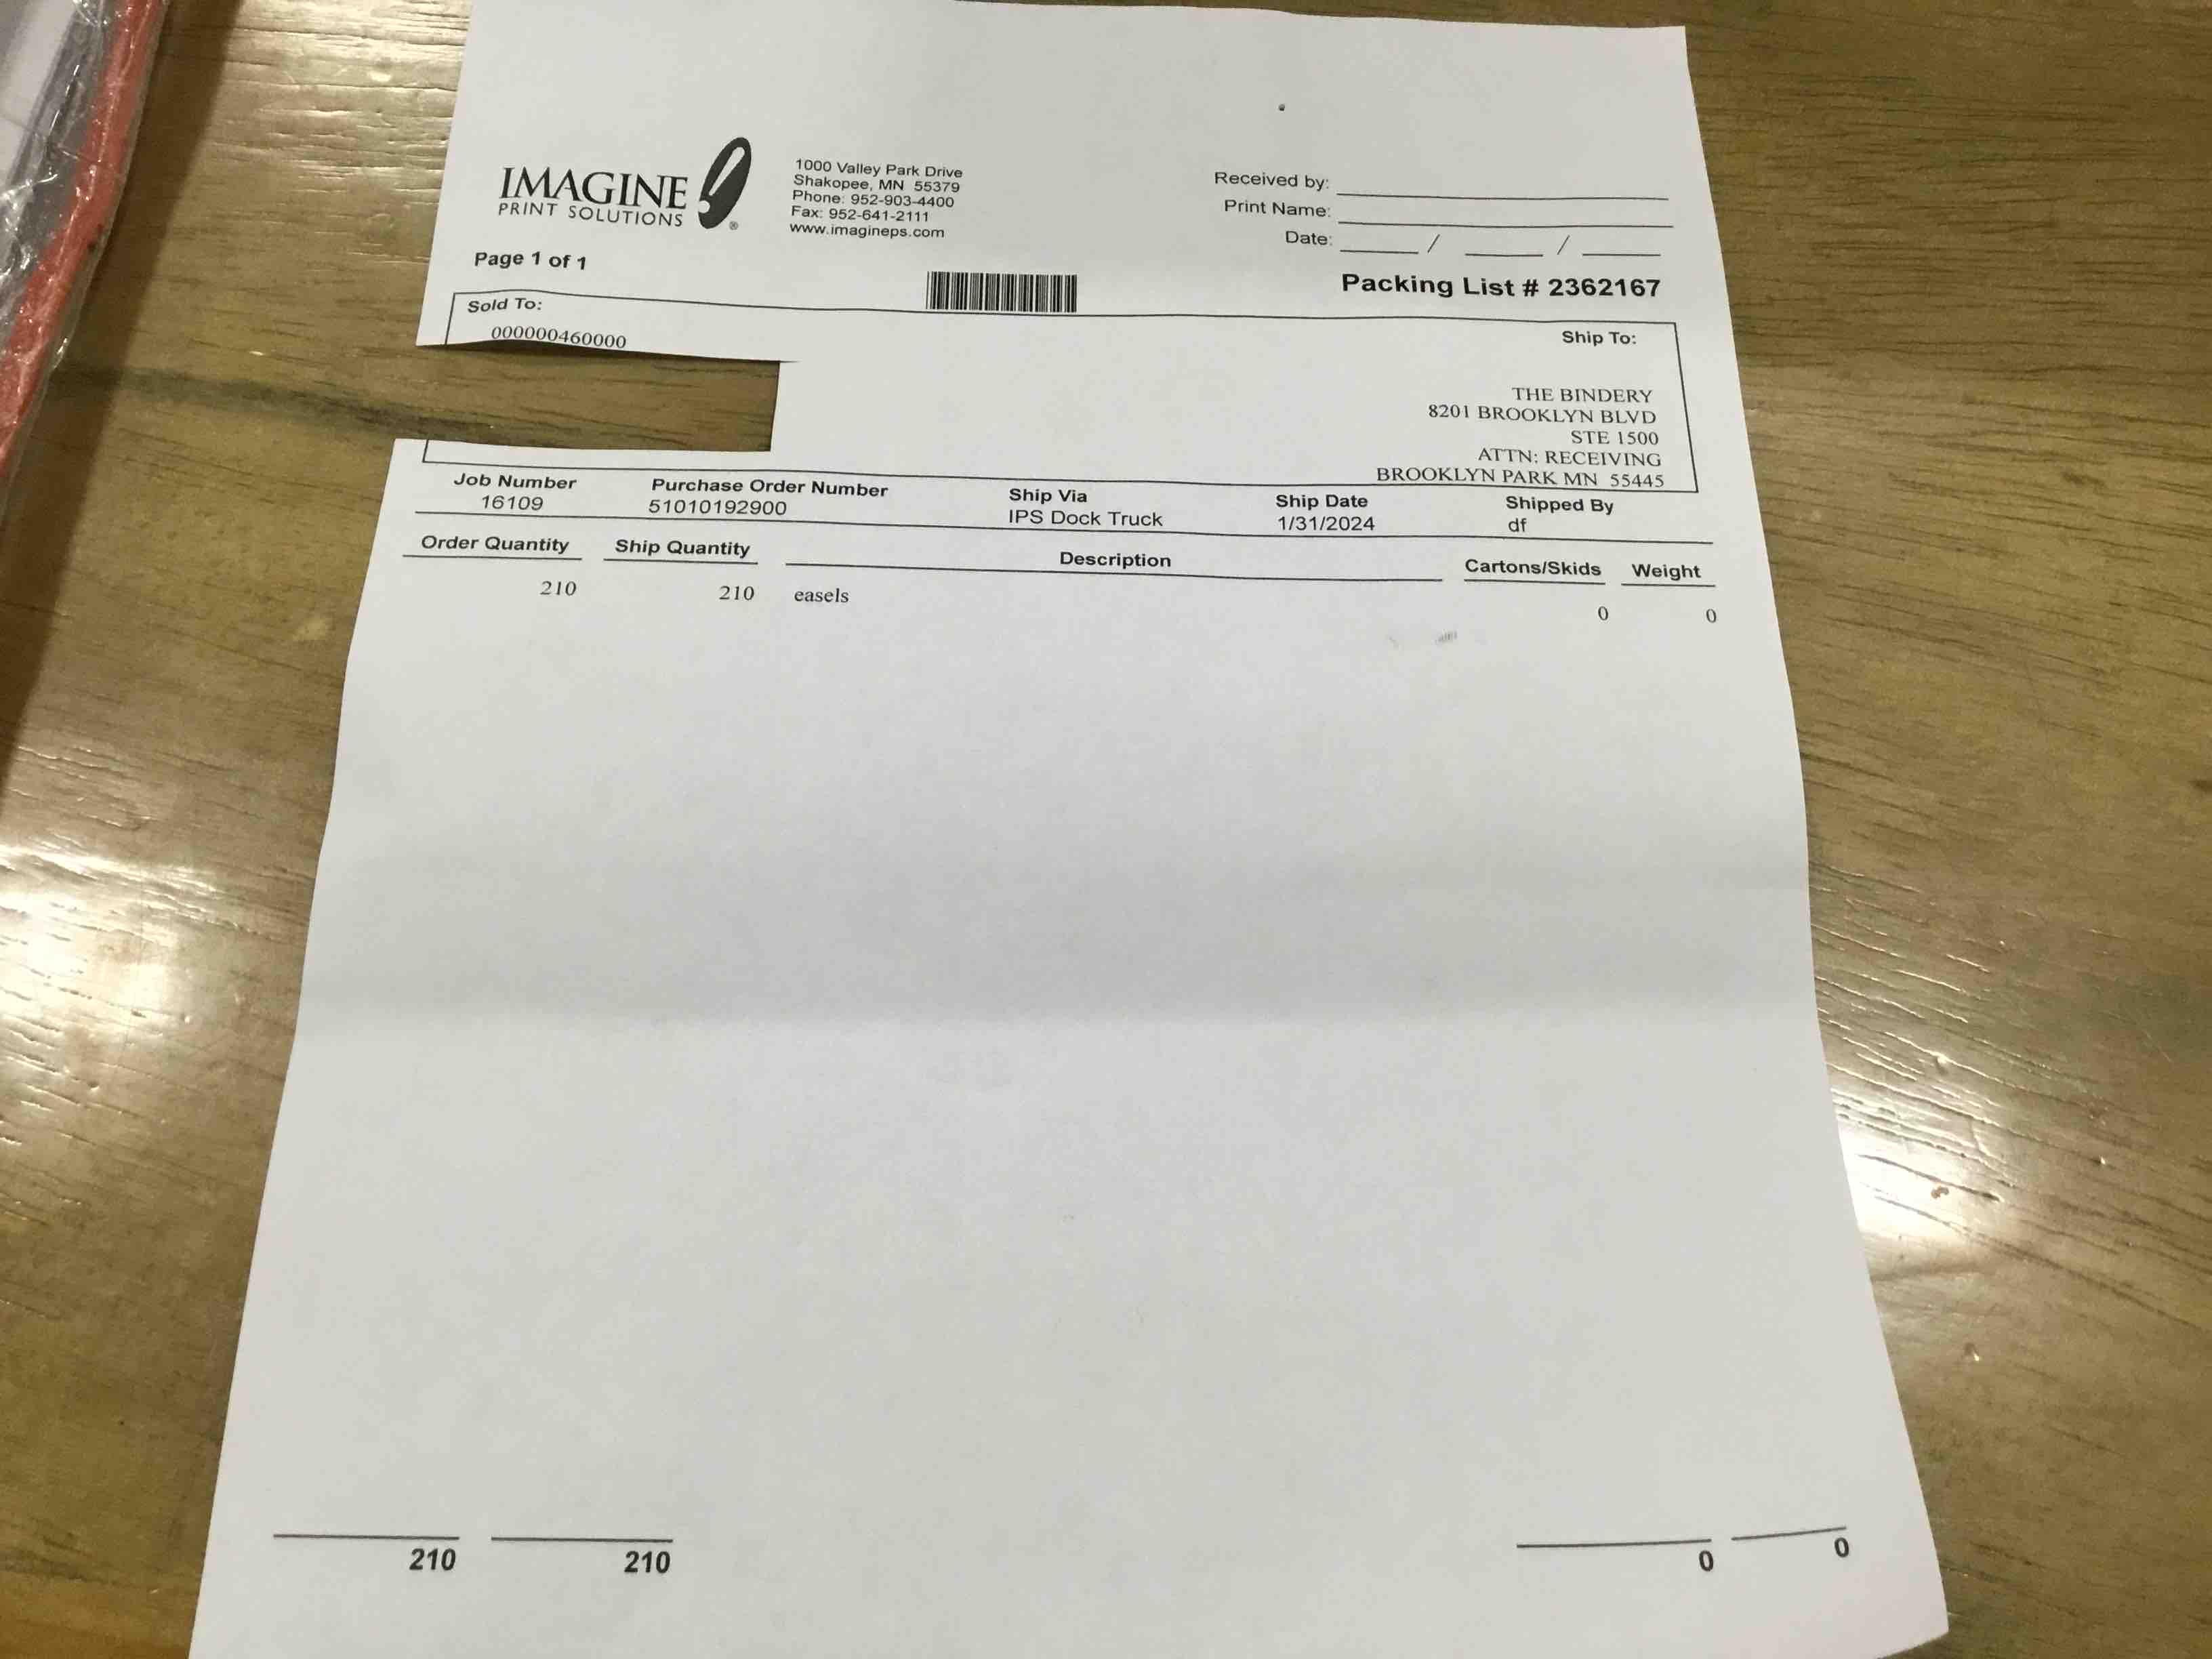 IMAGINE
PRINT SOLUTIONS
®
1000 Valley Park Drive
Shakopee, MN 55379
Phone: 952-903-4400
Fax: 952-641-2111
www.imagineps.com
Received by:
Print Name:
Date: / /
Page 1 of 1
Packing List # 2362167
Sold To:
000000460000
Ship To:
THE BINDERY
8201 BROOKLYN BLVD
STE 1500
ATTN: RECEIVING
BROOKLYN PARK MN 55445
Job Number Purchase Order Number Ship Via Ship Date Shipped By
16109 51010192900 IPS Dock Truck 1/31/2024 df
Order Quantity Ship Quantity Description Cartons/Skids Weight
210 210 easels 0 0
210 210 0 0